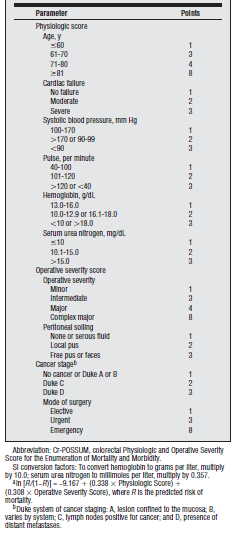 Parameter Points
Physiologic score
Age, y
≤60 1
61-70 3
71-80 4
≥81 8
Cardiac failure
No failure 1
Moderate 2
Severe 3
Systolic blood pressure, mm Hg
100-170 1
>170 or 90-99 2
<90 3
Pulse, per minute
40-100 1
101-120 2
>120 or <40 3
Hemoglobin, g/dL
13.0-16.0 1
10.0-12.9 or 16.1-18.0 2
<10 or >18.0 3
Serum urea nitrogen, mg/dL
≤10 1
10.1-15.0 2
>15.0 3
Operative severity score
Operative severity
Minor 1
Intermediate 3
Major 4
Complex major 8
Peritoneal soiling
None or serous fluid 1
Local pus 2
Free pus or feces 3
Cancer stageb
No cancer or Duke A or B 1
Duke C 2
Duke D 3
Mode of surgery
Elective 1
Urgent 3
Emergency 8
Abbreviation: Cr-POSSUM, colorectal Physiologic and Operative Severity
Score for the Enumeration of Mortality and Morbidity.
SI conversion factors: To convert hemoglobin to grams per liter, multiply
by 10.0; serum urea nitrogen to millimoles per liter, multiply by 0.357.
aln [R/(1–R)] = –9.167 + (0.338 × Physiologic Score) +
(0.308 × Operative Severity Score), where R is the predicted risk of
mortality.
bDuke system of cancer staging: A, lesion confined to the mucosa; B,
varies by system; C, lymph nodes positive for cancer; and D, presence of
distant metastases.